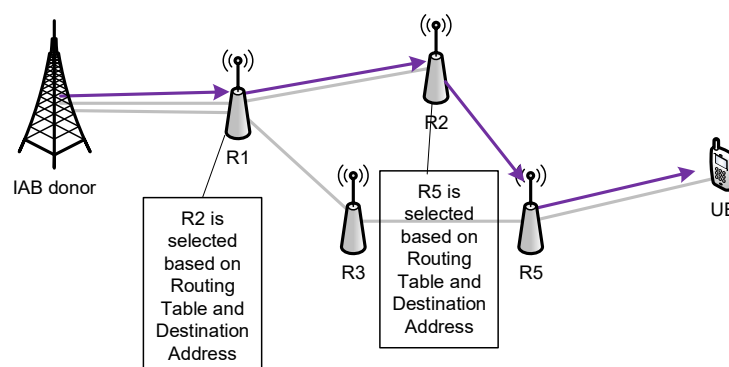 IAB donor
R1
R2
R3
R5
UE
R2 is
selected
based on
Routing
Table and
Destination
Address
R5 is
selected
based on
Routing
Table and
Destination
Address